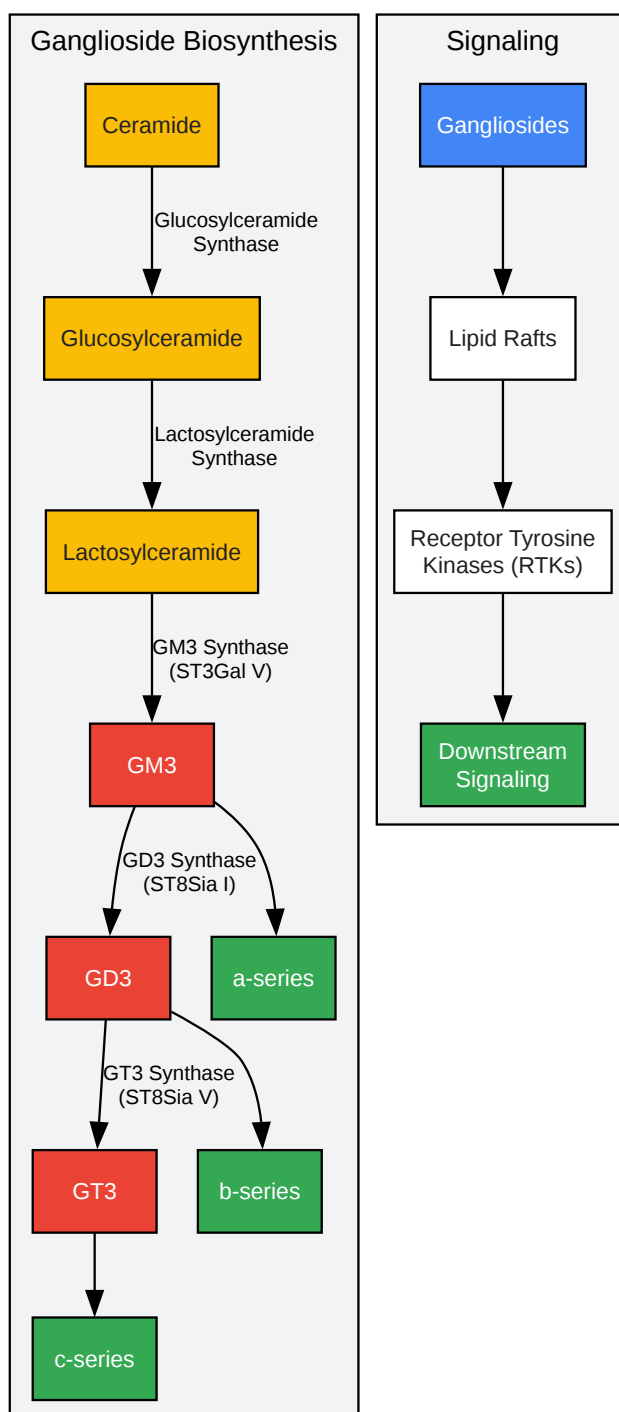 Ganglioside Biosynthesis
Ceramide
Glucosylceramide
Synthase
Glucosylceramide
Lactosylceramide
Synthase
Lactosylceramide
GM3 Synthase
(ST3Gal V)
GM3
GD3 Synthase
(ST8Sia I)
GD3
a-series
GT3 Synthase
(ST8Sia V)
GT3
b-series
c-series
Signaling
Gangliosides
Lipid Rafts
Receptor Tyrosine
Kinases (RTKs)
Downstream
Signaling